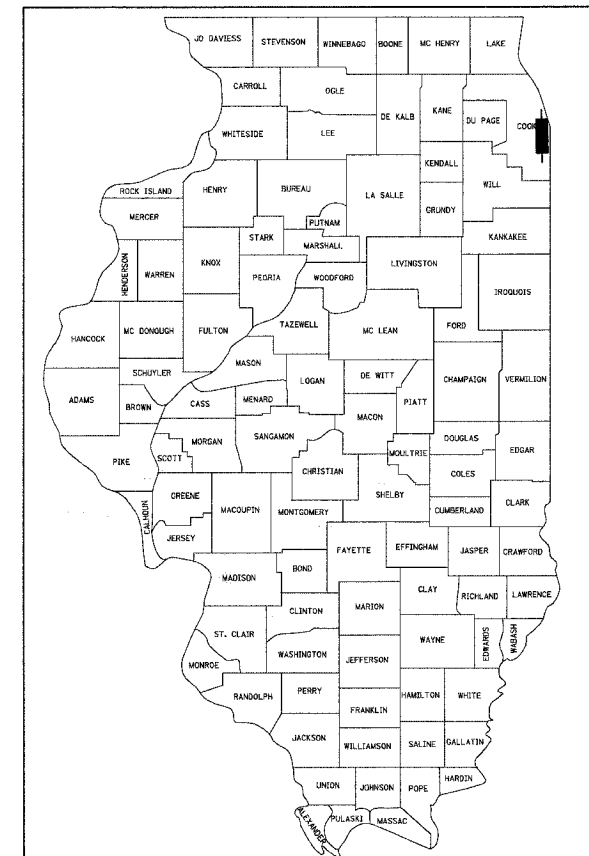 JO DAVIESS STEVENSON WINNEBAGO BOONE MC HENRY LAKE
CARROLL OGLE DE KALB KANE DU PAGE COOK
WHITESIDE LEE
KENDALL
ROCK ISLAND HENRY BUREAU LA SALLE GRUNDY WILL
MERCER PUTNAM
STARK MARSHALL KANKAKEE
HENDERSON WARREN KNOX PEORIA WOODFORD LIVINGSTON
IROQUOIS
HANCOCK MC DONOUGH FULTON TAZEWELL MC LEAN FORD
MASON
SCHUYLER DE WITT
ADAMS BROWN CASS MENARD LOGAN PIATT CHAMPAIGN VERMILION
MACON
PIKE SCOTT MORGAN SANGAMON MOULTRIE DOUGLAS EDGAR
CHRISTIAN COLES
GREENE SHELBY
CALHOUN MACOUPIN MONTGOMERY CUMBERLAND CLARK
JERSEY
FAYETTE EFFINGHAM JASPER CRAWFORD
MADISON BOND
CLAY RICHLAND LAWRENCE
CLINTON MARION
ST. CLAIR WAYNE EDWARDS WABASH
MONROE WASHINGTON JEFFERSON
RANDOLPH PERRY HAMILTON WHITE
FRANKLIN
JACKSON WILLIAMSON SALINE GALLATIN
UNION JOHNSON POPE HARDIN
ALEXANDER PULASKI MASSAC